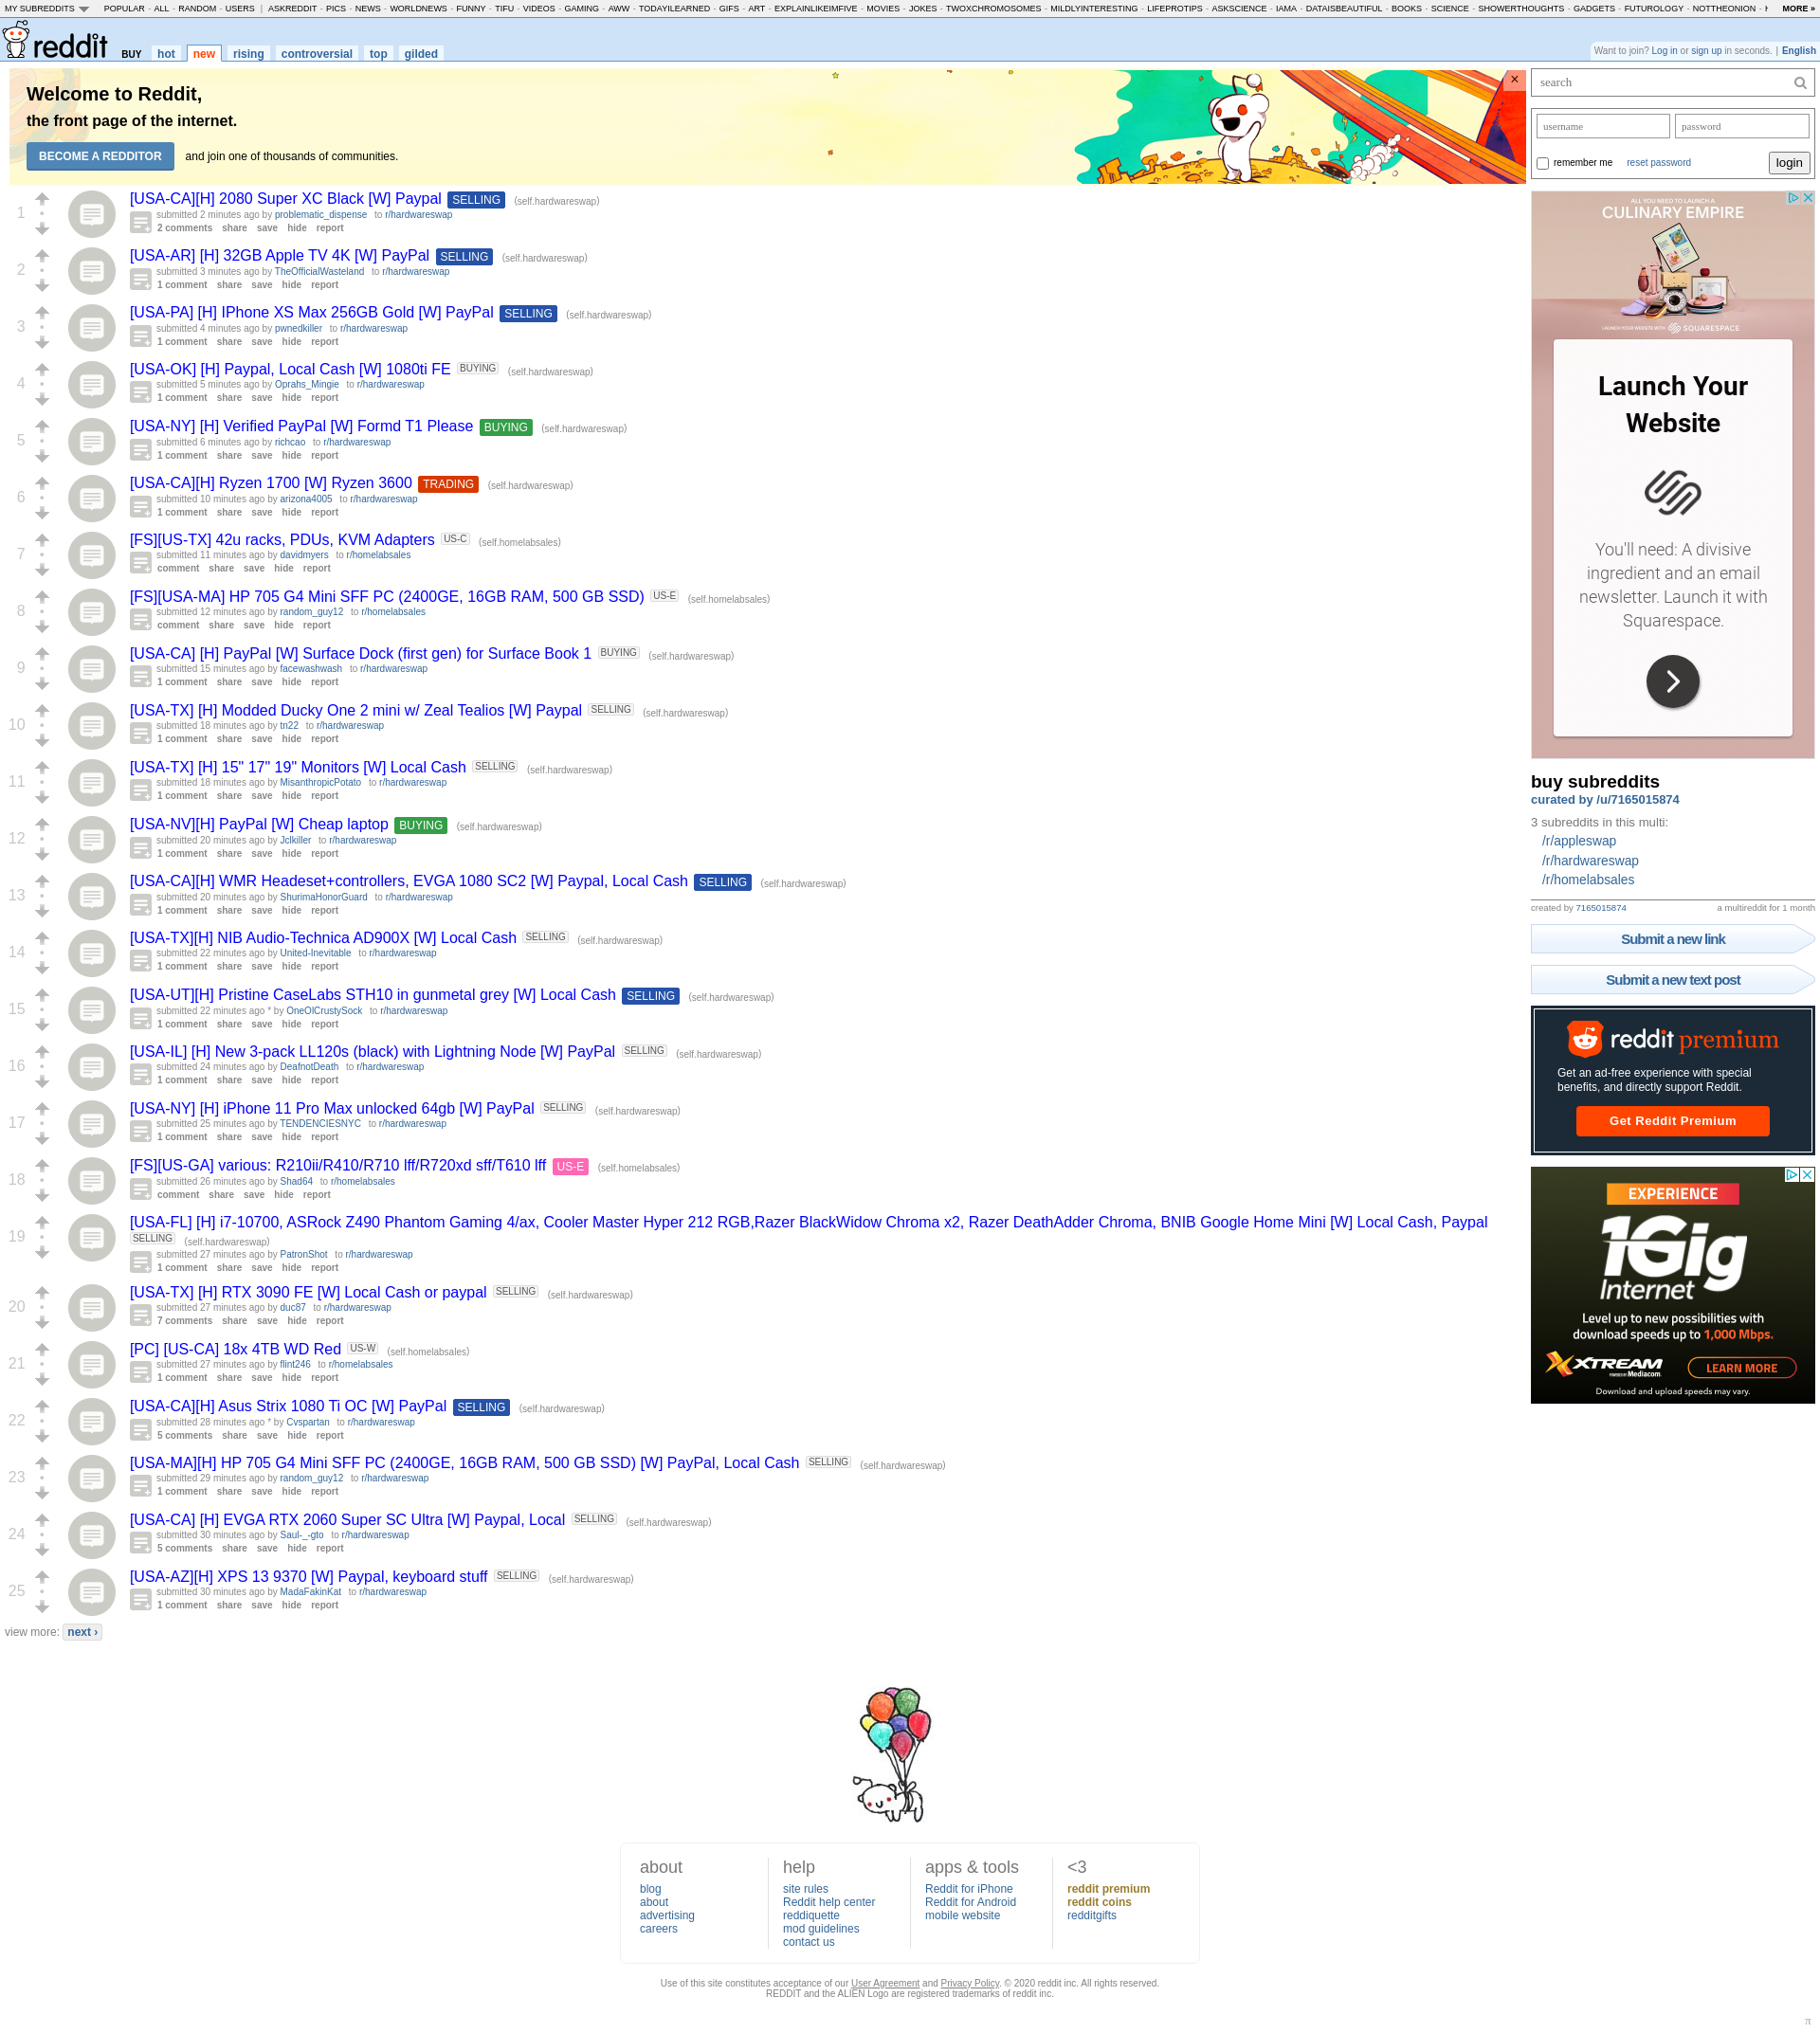 MY SUBREDDITS POPULAR - ALL - RANDOM - USERS | ASKREDDIT - PICS - NEWS - WORLDNEWS - FUNNY - TIFU - VIDEOS - GAMING - AWW - TODAYILEARNED - GIFS - ART - EXPLAINLIKEIMFIVE - MOVIES - JOKES - TWOXCHROMOSOMES - MILDLYINTERESTING - LIFEPROTIPS - ASKSCIENCE - IAMA - DATAISBEAUTIFUL - BOOKS - SCIENCE - SHOWERTHOUGHTS - GADGETS - FUTUROLOGY - NOTTHEONION - MORE »
reddit BUY hot new rising controversial top gilded
Want to join? Log in or sign up in seconds. | English
Welcome to Reddit,
the front page of the internet.
BECOME A REDDITOR and join one of thousands of communities.
×
1
[USA-CA][H] 2080 Super XC Black [W] Paypal SELLING (self.hardwareswap)
submitted 2 minutes ago by problematic_dispense to r/hardwareswap
2 comments share save hide report
2
[USA-AR] [H] 32GB Apple TV 4K [W] PayPal SELLING (self.hardwareswap)
submitted 3 minutes ago by TheOfficialWasteland to r/hardwareswap
1 comment share save hide report
3
[USA-PA] [H] IPhone XS Max 256GB Gold [W] PayPal SELLING (self.hardwareswap)
submitted 4 minutes ago by pwnedkiller to r/hardwareswap
1 comment share save hide report
4
[USA-OK] [H] Paypal, Local Cash [W] 1080ti FE BUYING (self.hardwareswap)
submitted 5 minutes ago by Oprahs_Mingie to r/hardwareswap
1 comment share save hide report
5
[USA-NY] [H] Verified PayPal [W] Formd T1 Please BUYING (self.hardwareswap)
submitted 6 minutes ago by richcao to r/hardwareswap
1 comment share save hide report
6
[USA-CA][H] Ryzen 1700 [W] Ryzen 3600 TRADING (self.hardwareswap)
submitted 10 minutes ago by arizona4005 to r/hardwareswap
1 comment share save hide report
7
[FS][US-TX] 42u racks, PDUs, KVM Adapters US-C (self.homelabsales)
submitted 11 minutes ago by davidmyers to r/homelabsales
comment share save hide report
8
[FS][USA-MA] HP 705 G4 Mini SFF PC (2400GE, 16GB RAM, 500 GB SSD) US-E (self.homelabsales)
submitted 12 minutes ago by random_guy12 to r/homelabsales
comment share save hide report
9
[USA-CA] [H] PayPal [W] Surface Dock (first gen) for Surface Book 1 BUYING (self.hardwareswap)
submitted 15 minutes ago by facewashwash to r/hardwareswap
1 comment share save hide report
10
[USA-TX] [H] Modded Ducky One 2 mini w/ Zeal Tealios [W] Paypal SELLING (self.hardwareswap)
submitted 18 minutes ago by tn22 to r/hardwareswap
1 comment share save hide report
11
[USA-TX] [H] 15" 17" 19" Monitors [W] Local Cash SELLING (self.hardwareswap)
submitted 18 minutes ago by MisanthropicPotato to r/hardwareswap
1 comment share save hide report
12
[USA-NV][H] PayPal [W] Cheap laptop BUYING (self.hardwareswap)
submitted 20 minutes ago by Jclkiller to r/hardwareswap
1 comment share save hide report
13
[USA-CA][H] WMR Headeset+controllers, EVGA 1080 SC2 [W] Paypal, Local Cash SELLING (self.hardwareswap)
submitted 20 minutes ago by ShurimaHonorGuard to r/hardwareswap
1 comment share save hide report
14
[USA-TX][H] NIB Audio-Technica AD900X [W] Local Cash SELLING (self.hardwareswap)
submitted 22 minutes ago by United-Inevitable to r/hardwareswap
1 comment share save hide report
15
[USA-UT][H] Pristine CaseLabs STH10 in gunmetal grey [W] Local Cash SELLING (self.hardwareswap)
submitted 22 minutes ago * by OneOlCrustySock to r/hardwareswap
1 comment share save hide report
16
[USA-IL] [H] New 3-pack LL120s (black) with Lightning Node [W] PayPal SELLING (self.hardwareswap)
submitted 24 minutes ago by DeafnotDeath to r/hardwareswap
1 comment share save hide report
17
[USA-NY] [H] iPhone 11 Pro Max unlocked 64gb [W] PayPal SELLING (self.hardwareswap)
submitted 25 minutes ago by TENDENCIESNYC to r/hardwareswap
1 comment share save hide report
18
[FS][US-GA] various: R210ii/R410/R710 lff/R720xd sff/T610 lff US-E (self.homelabsales)
submitted 26 minutes ago by Shad64 to r/homelabsales
comment share save hide report
19
[USA-FL] [H] i7-10700, ASRock Z490 Phantom Gaming 4/ax, Cooler Master Hyper 212 RGB,Razer BlackWidow Chroma x2, Razer DeathAdder Chroma, BNIB Google Home Mini [W] Local Cash, Paypal
SELLING (self.hardwareswap)
submitted 27 minutes ago by PatronShot to r/hardwareswap
1 comment share save hide report
20
[USA-TX] [H] RTX 3090 FE [W] Local Cash or paypal SELLING (self.hardwareswap)
submitted 27 minutes ago by duc87 to r/hardwareswap
7 comments share save hide report
21
[PC] [US-CA] 18x 4TB WD Red US-W (self.homelabsales)
submitted 27 minutes ago by flint246 to r/homelabsales
1 comment share save hide report
22
[USA-CA][H] Asus Strix 1080 Ti OC [W] PayPal SELLING (self.hardwareswap)
submitted 28 minutes ago * by Cvspartan to r/hardwareswap
5 comments share save hide report
23
[USA-MA][H] HP 705 G4 Mini SFF PC (2400GE, 16GB RAM, 500 GB SSD) [W] PayPal, Local Cash SELLING (self.hardwareswap)
submitted 29 minutes ago by random_guy12 to r/hardwareswap
1 comment share save hide report
24
[USA-CA] [H] EVGA RTX 2060 Super SC Ultra [W] Paypal, Local SELLING (self.hardwareswap)
submitted 30 minutes ago by Saul-_-gto to r/hardwareswap
5 comments share save hide report
25
[USA-AZ][H] XPS 13 9370 [W] Paypal, keyboard stuff SELLING (self.hardwareswap)
submitted 30 minutes ago by MadaFakinKat to r/hardwareswap
1 comment share save hide report
view more: next ›
search
username password
remember me reset password login
ALL YOU NEED TO LAUNCH A
CULINARY EMPIRE
LAUNCH YOUR WEBSITE WITH SQUARESPACE
Launch Your
Website
You'll need: A divisive
ingredient and an email
newsletter. Launch it with
Squarespace.
buy subreddits
curated by /u/7165015874
3 subreddits in this multi:
/r/appleswap
/r/hardwareswap
/r/homelabsales
created by 7165015874 a multireddit for 1 month
Submit a new link
Submit a new text post
reddit premium
Get an ad-free experience with special
benefits, and directly support Reddit.
Get Reddit Premium
EXPERIENCE
1Gig
Internet
Level up to new possibilities with
download speeds up to 1,000 Mbps.
XTREAM POWERED BY Mediacom LEARN MORE
Download and upload speeds may vary.
about
blog
about
advertising
careers
help
site rules
Reddit help center
reddiquette
mod guidelines
contact us
apps & tools
Reddit for iPhone
Reddit for Android
mobile website
<3
reddit premium
reddit coins
redditgifts
Use of this site constitutes acceptance of our User Agreement and Privacy Policy. © 2020 reddit inc. All rights reserved.
REDDIT and the ALIEN Logo are registered trademarks of reddit inc.
π